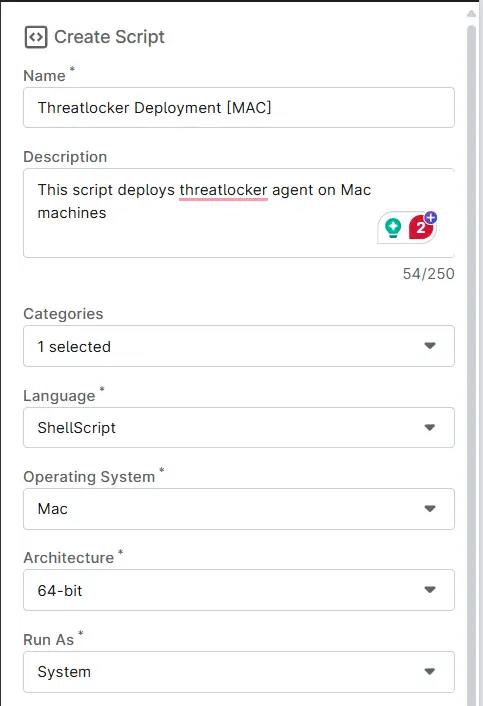 Create Script
Name *
Threatlocker Deployment [MAC]
Description
This script deploys threatlocker agent on Mac
machines
2
54/250
Categories
1 selected
Language *
ShellScript
Operating System *
Mac
Architecture *
64-bit
Run As *
System